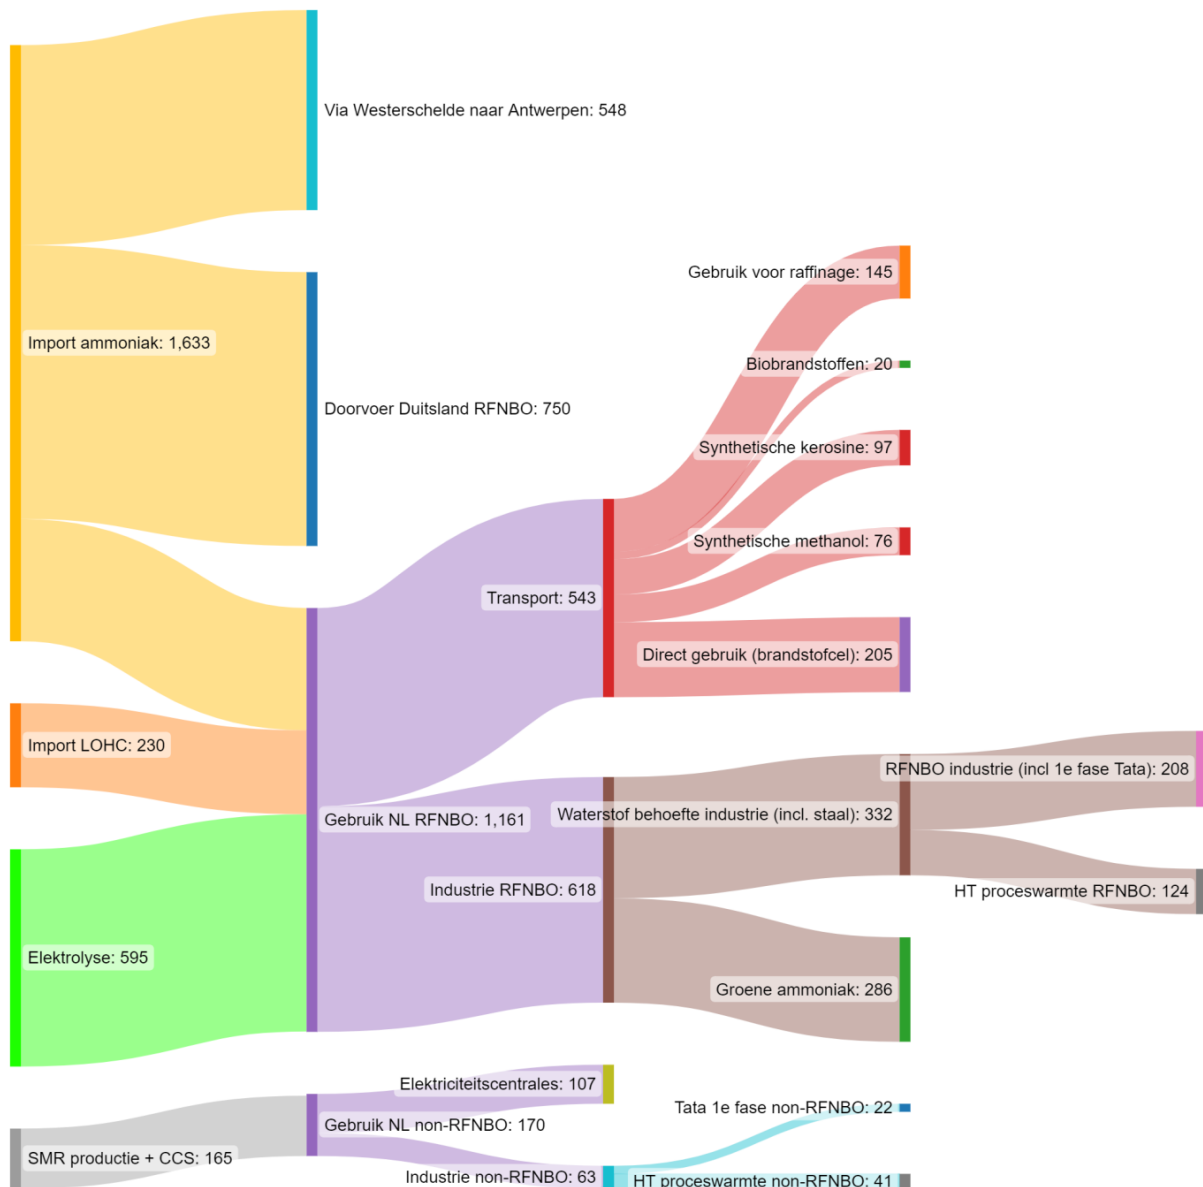 Via Westerschelde naar Antwerpen: 548
Gebruik voor raffinage: 145
Import ammoniak: 1,633
Biobrandstoffen: 20
Doorvoer Duitsland RFNBO: 750
Synthetische kerosine: 97
Synthetische methanol: 76
Transport: 543
Direct gebruik (brandstofcel): 205
Import LOHC: 230
RFNBO industrie (incl 1e fase Tata): 208
Gebruik NL RFNBO: 1,161
Waterstof behoefte industrie (incl. staal): 332
Industrie RFNBO: 618
HT proceswarmte RFNBO: 124
Elektrolyse: 595
Groene ammoniak: 286
Elektriciteitscentrales: 107
Tata 1e fase non-RFNBO: 22
Gebruik NL non-RFNBO: 170
SMR productie + CCS: 165
Industrie non-RFNBO: 63
HT proceswarmte non-RFNBO: 41